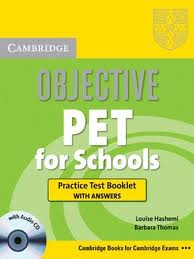 CAMBRIDGE
OBJECTIVE
PET
for Schools
Practice Test Booklet
WITH ANSWERS
Louise Hashemi
Barbara Thomas
with Audio CD
Cambridge Books for Cambridge Exams